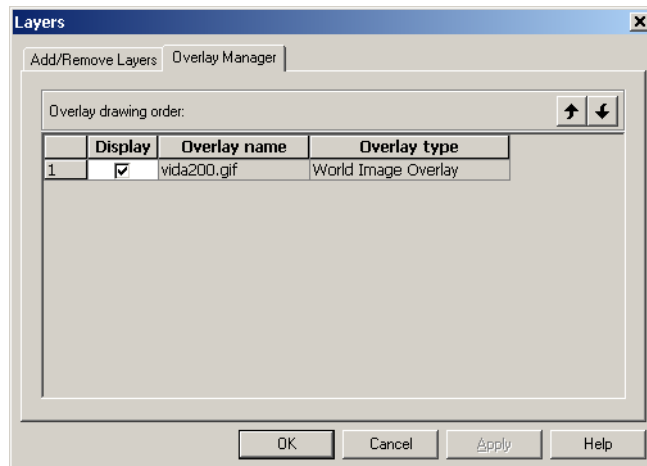 Layers
Add/Remove Layers Overlay Manager
Overlay drawing order:
Display Overlay name Overlay type
1 vida200.gif World Image Overlay
OK Cancel Apply Help